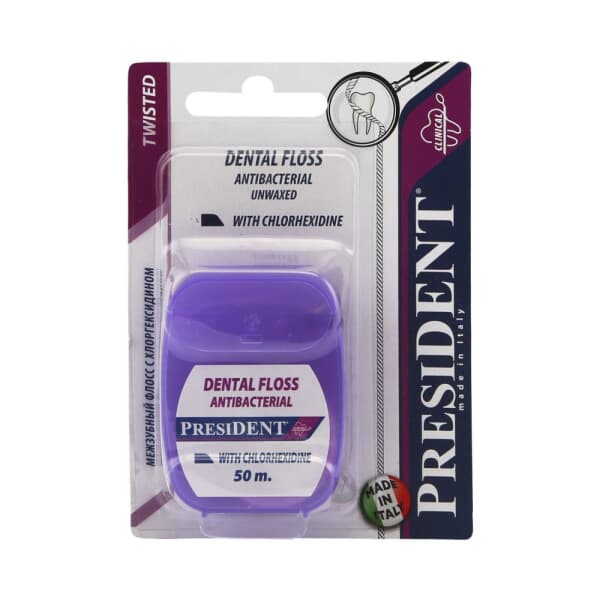 TWISTED
DENTAL FLOSS
ANTIBACTERIAL
UNWAXED
WITH CHLORHEXIDINE
МЕЖЗУБНЫЙ ФЛОСС С ХЛОРГЕКСИДИНОМ
DENTAL FLOSS
ANTIBACTERIAL
PRESIDENT
WITH CHLORHEXIDINE
50 m.
CLINICAL
PRESIDENT®
made in Italy
MADE IN
ITALY